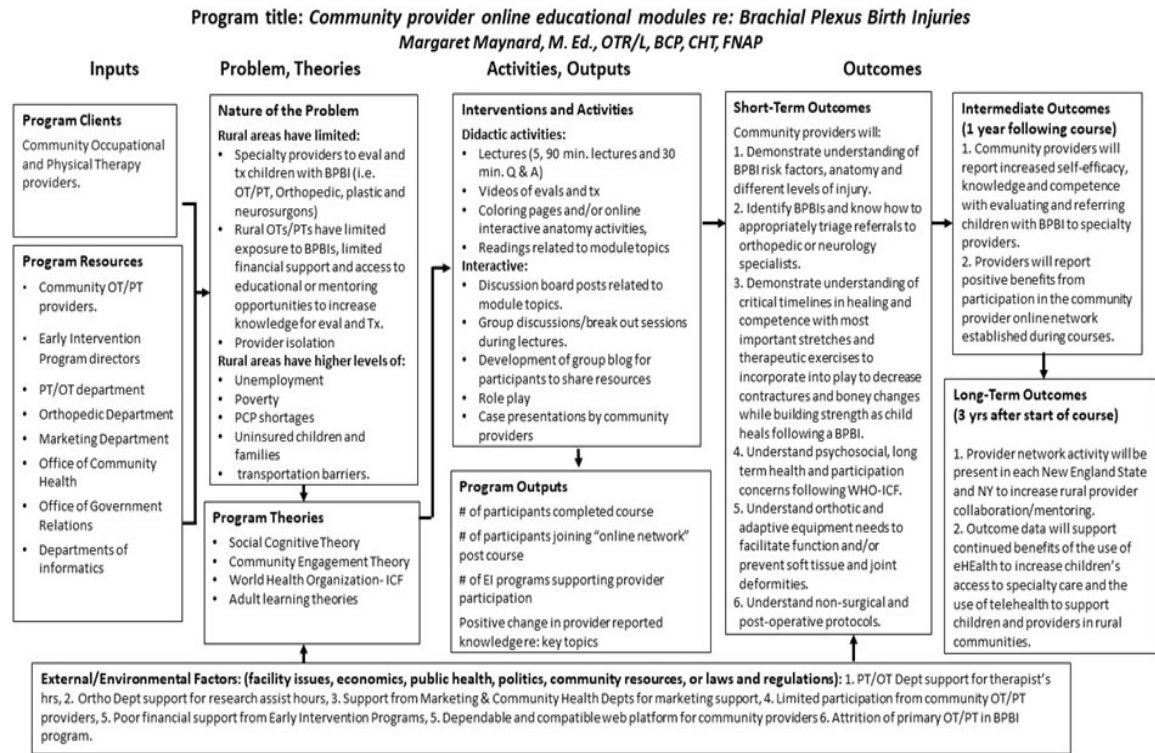 Program title: Community provider online educational modules re: Brachial Plexus Birth Injuries
Margaret Maynard, M. Ed., OTR/L, BCP, CHT, FNAP
Inputs
Problem, Theories
Activities, Outputs
Outcomes
Program Clients
Community Occupational
and Physical Therapy
providers.
Program Resources
• Community OT/PT
providers.
• Early Intervention
Program directors
• PT/OT department
• Orthopedic Department
• Marketing Department
• Office of Community
Health
• Office of Government
Relations
• Departments of
informatics
Nature of the Problem
Rural areas have limited:
• Specialty providers to eval and
tx children with BPBI (i.e.
OT/PT, Orthopedic, plastic and
neurosurgons)
• Rural OTs/PTs have limited
exposure to BPBIs, limited
financial support and access to
educational or mentoring
opportunities to increase
knowledge for eval and Tx.
• Provider isolation
Rural areas have higher levels of:
• Unemployment
• Poverty
• PCP shortages
• Uninsured children and
families
• transportation barriers.
Program Theories
• Social Cognitive Theory
• Community Engagement Theory
• World Health Organization- ICF
• Adult learning theories
Interventions and Activities
Didactic activities:
• Lectures (5, 90 min. lectures and 30
min. Q & A)
• Videos of evals and tx
• Coloring pages and/or online
interactive anatomy activities,
• Readings related to module topics
Interactive:
• Discussion board posts related to
module topics.
• Group discussions/break out sessions
during lectures.
• Development of group blog for
participants to share resources
• Role play
• Case presentations by community
providers
Program Outputs
# of participants completed course
# of participants joining "online network"
post course
# of EI programs supporting provider
participation
Positive change in provider reported
knowledge re: key topics
Short-Term Outcomes
Community providers will:
1. Demonstrate understanding of
BPBI risk factors, anatomy and
different levels of injury.
2. Identify BPBIs and know how to
appropriately triage referrals to
orthopedic or neurology
specialists.
3. Demonstrate understanding of
critical timelines in healing and
competence with most
important stretches and
therapeutic exercises to
incorporate into play to decrease
contractures and boney changes
while building strength as child
heals following a BPBI.
4. Understand psychosocial, long
term health and participation
concerns following WHO-ICF.
5. Understand orthotic and
adaptive equipment needs to
facilitate function and/or
prevent soft tissue and joint
deformities.
6. Understand non-surgical and
post-operative protocols.
Intermediate Outcomes
(1 year following course)
1. Community providers will
report increased self-efficacy,
knowledge and competence
with evaluating and referring
children with BPBI to specialty
providers.
2. Providers will report
positive benefits from
participation in the community
provider online network
established during courses.
Long-Term Outcomes
(3 yrs after start of course)
1. Provider network activity will be
present in each New England State
and NY to increase rural provider
collaboration/mentoring.
2. Outcome data will support
continued benefits of the use of
eHEalth to increase children's
access to specialty care and the
use of telehealth to support
children and providers in rural
communities.
External/Environmental Factors: (facility issues, economics, public health, politics, community resources, or laws and regulations): 1. PT/OT Dept support for therapist's
hrs, 2. Ortho Dept support for research assist hours, 3. Support from Marketing & Community Health Depts for marketing support, 4. Limited participation from community OT/PT
providers, 5. Poor financial support from Early Intervention Programs, 5. Dependable and compatible web platform for community providers 6. Attrition of primary OT/PT in BPBI
program.